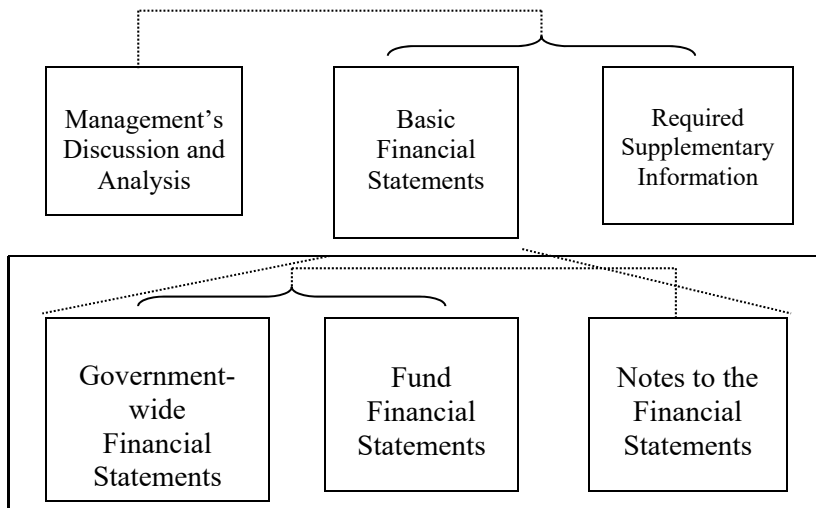 Management’s
Discussion and
Analysis
Basic
Financial
Statements
Required
Supplementary
Information
Government-
wide
Financial
Statements
Fund
Financial
Statements
Notes to the
Financial
Statements